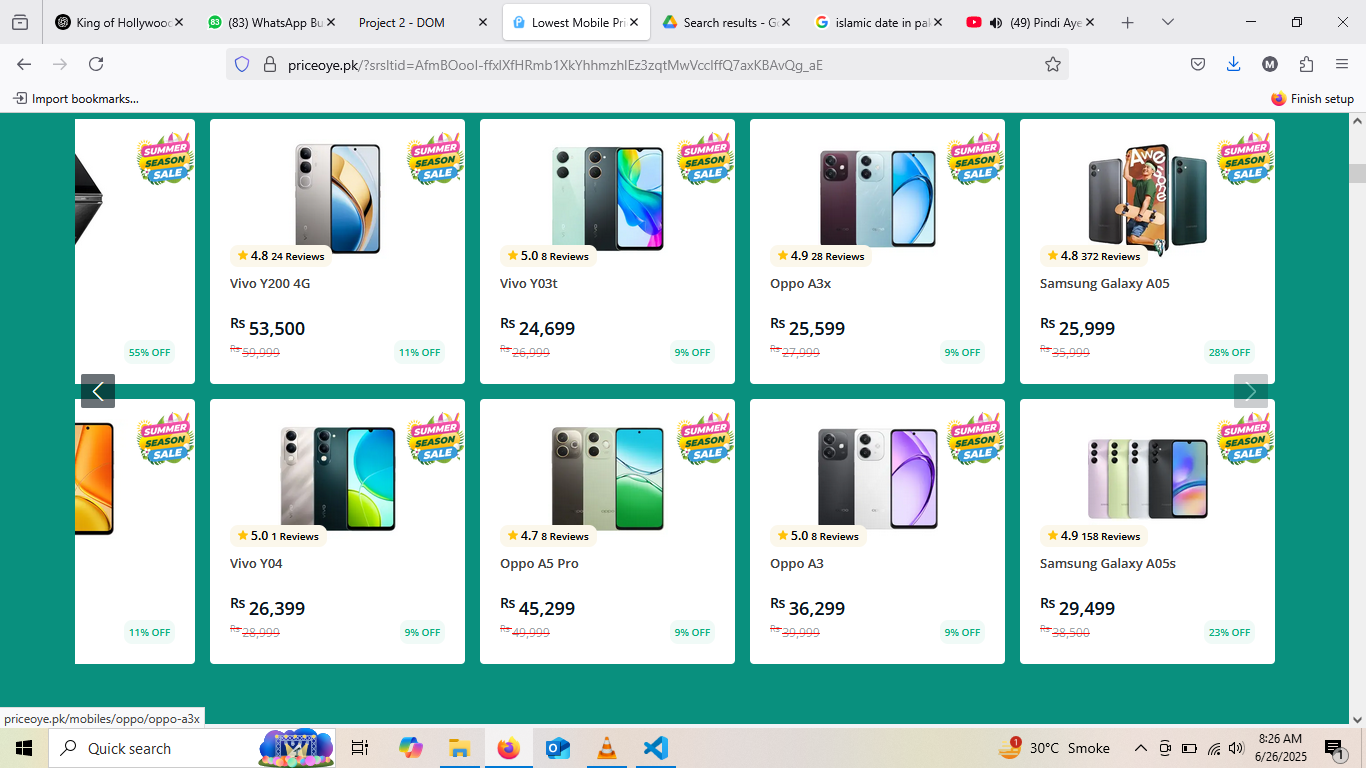 King of Hollywood
(83) WhatsApp Bu
Project 2 - DOM
Lowest Mobile Pri
Search results - Go
islamic date in pak
(49) Pindi Aye
priceoye.pk/?srsltid=AfmBOooI-ffxlXfHRmb1XkYhhmzhlEz3zqtMwVcclffQ7axKBAvQg_aE
M
Import bookmarks...
Finish setup
SUMMER SEASON SALE
SUMMER SEASON SALE
SUMMER SEASON SALE
SUMMER SEASON SALE
SUMMER SEASON SALE
Awe
4.8 24 Reviews
5.0 8 Reviews
4.9 28 Reviews
4.8 372 Reviews
Vivo Y200 4G
Vivo Y03t
Oppo A3x
Samsung Galaxy A05
Rs 53,500
Rs 24,699
Rs 25,599
Rs 25,999
55% OFF
Rs 59,999 11% OFF
Rs 26,999 9% OFF
Rs 27,999 9% OFF
Rs 35,999 28% OFF
SUMMER SEASON SALE
SUMMER SEASON SALE
SUMMER SEASON SALE
SUMMER SEASON SALE
SUMMER SEASON SALE
5.0 1 Reviews
4.7 8 Reviews
5.0 8 Reviews
4.9 158 Reviews
Vivo Y04
Oppo A5 Pro
Oppo A3
Samsung Galaxy A05s
Rs 26,399
Rs 45,299
Rs 36,299
Rs 29,499
11% OFF
Rs 28,999 9% OFF
Rs 49,999 9% OFF
Rs 39,999 9% OFF
Rs 38,500 23% OFF
priceoye.pk/mobiles/oppo/oppo-a3x
Quick search
1
30°C Smoke
8:26 AM
6/26/2025
1